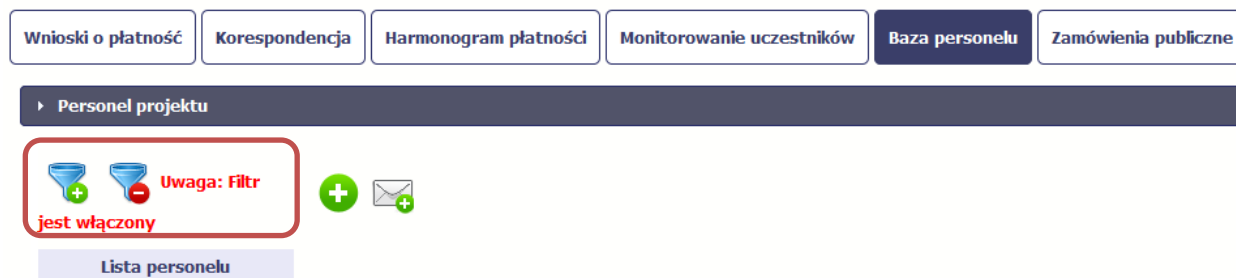 Wnioski o płatność Korespondencja Harmonogram płatności Monitorowanie uczestników Baza personelu Zamówienia publiczne
Personel projektu
Uwaga: Filtr
jest włączony
Lista personelu